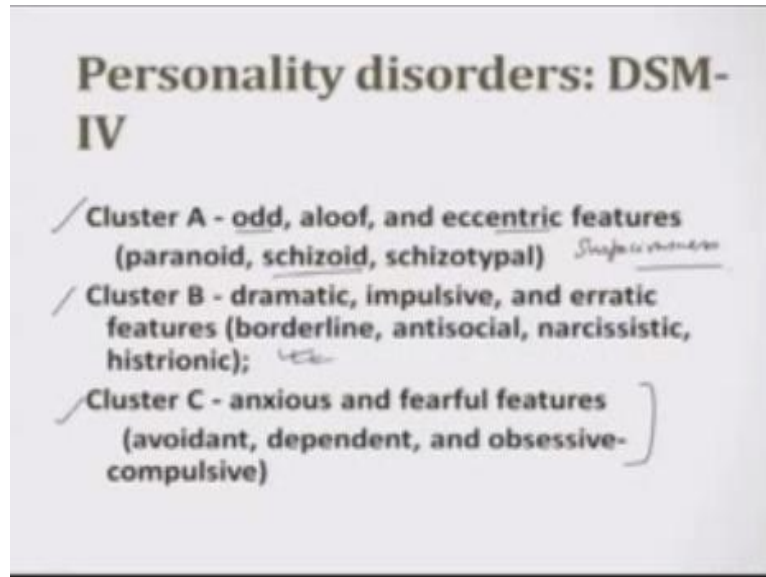 Personality disorders: DSM-
IV
Cluster A - odd, aloof, and eccentric features
(paranoid, schizoid, schizotypal)
Cluster B - dramatic, impulsive, and erratic
features (borderline, antisocial, narcissistic,
histrionic);
Cluster C - anxious and fearful features
(avoidant, dependent, and obsessive-
compulsive)